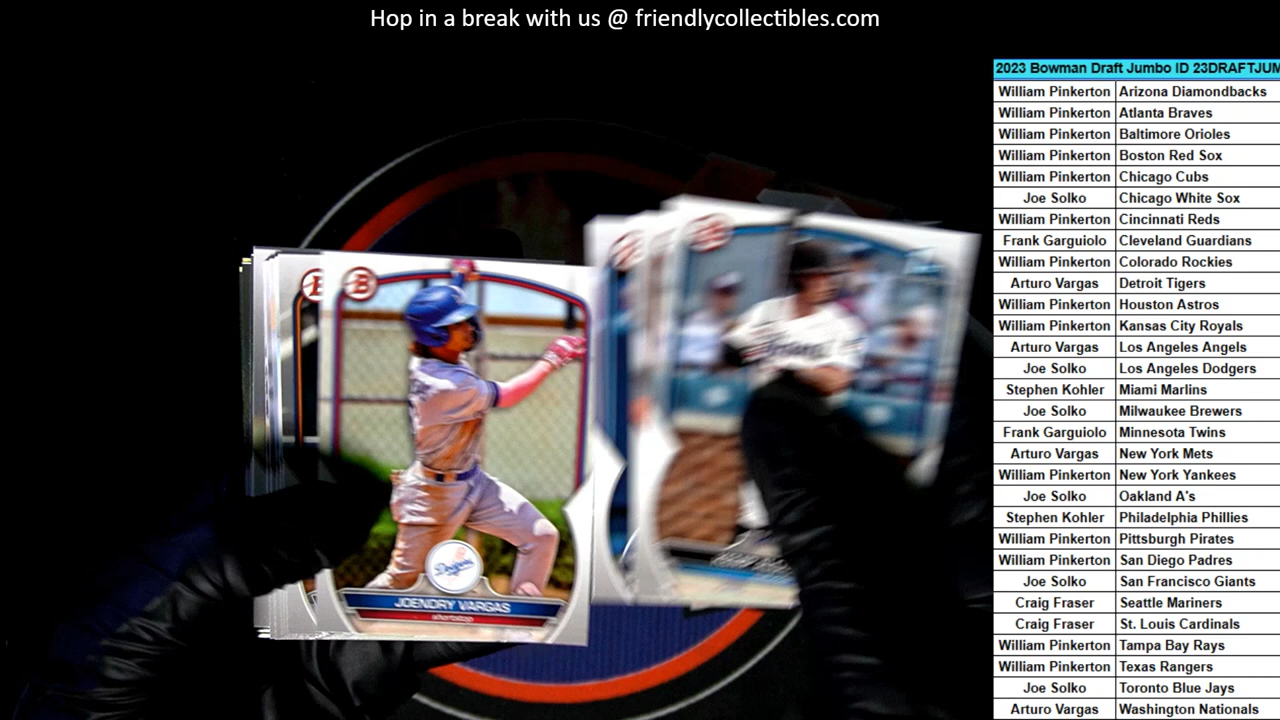 Hop in a break with us @ friendlycollectibles.com
2023 Bowman Draft Jumbo ID 23DRAFTJUM
William Pinkerton Arizona Diamondbacks
William Pinkerton Atlanta Braves
William Pinkerton Baltimore Orioles
William Pinkerton Boston Red Sox
William Pinkerton Chicago Cubs
Joe Solko Chicago White Sox
William Pinkerton Cincinnati Reds
Frank Garguiolo Cleveland Guardians
William Pinkerton Colorado Rockies
Arturo Vargas Detroit Tigers
William Pinkerton Houston Astros
William Pinkerton Kansas City Royals
Arturo Vargas Los Angeles Angels
Joe Solko Los Angeles Dodgers
Stephen Kohler Miami Marlins
Joe Solko Milwaukee Brewers
Frank Garguiolo Minnesota Twins
Arturo Vargas New York Mets
William Pinkerton New York Yankees
Joe Solko Oakland A's
Stephen Kohler Philadelphia Phillies
William Pinkerton Pittsburgh Pirates
William Pinkerton San Diego Padres
Joe Solko San Francisco Giants
Craig Fraser Seattle Mariners
Craig Fraser St. Louis Cardinals
William Pinkerton Tampa Bay Rays
William Pinkerton Texas Rangers
Joe Solko Toronto Blue Jays
Arturo Vargas Washington Nationals
B
B
Dodgers
JOENDRY VARGAS
shortstop